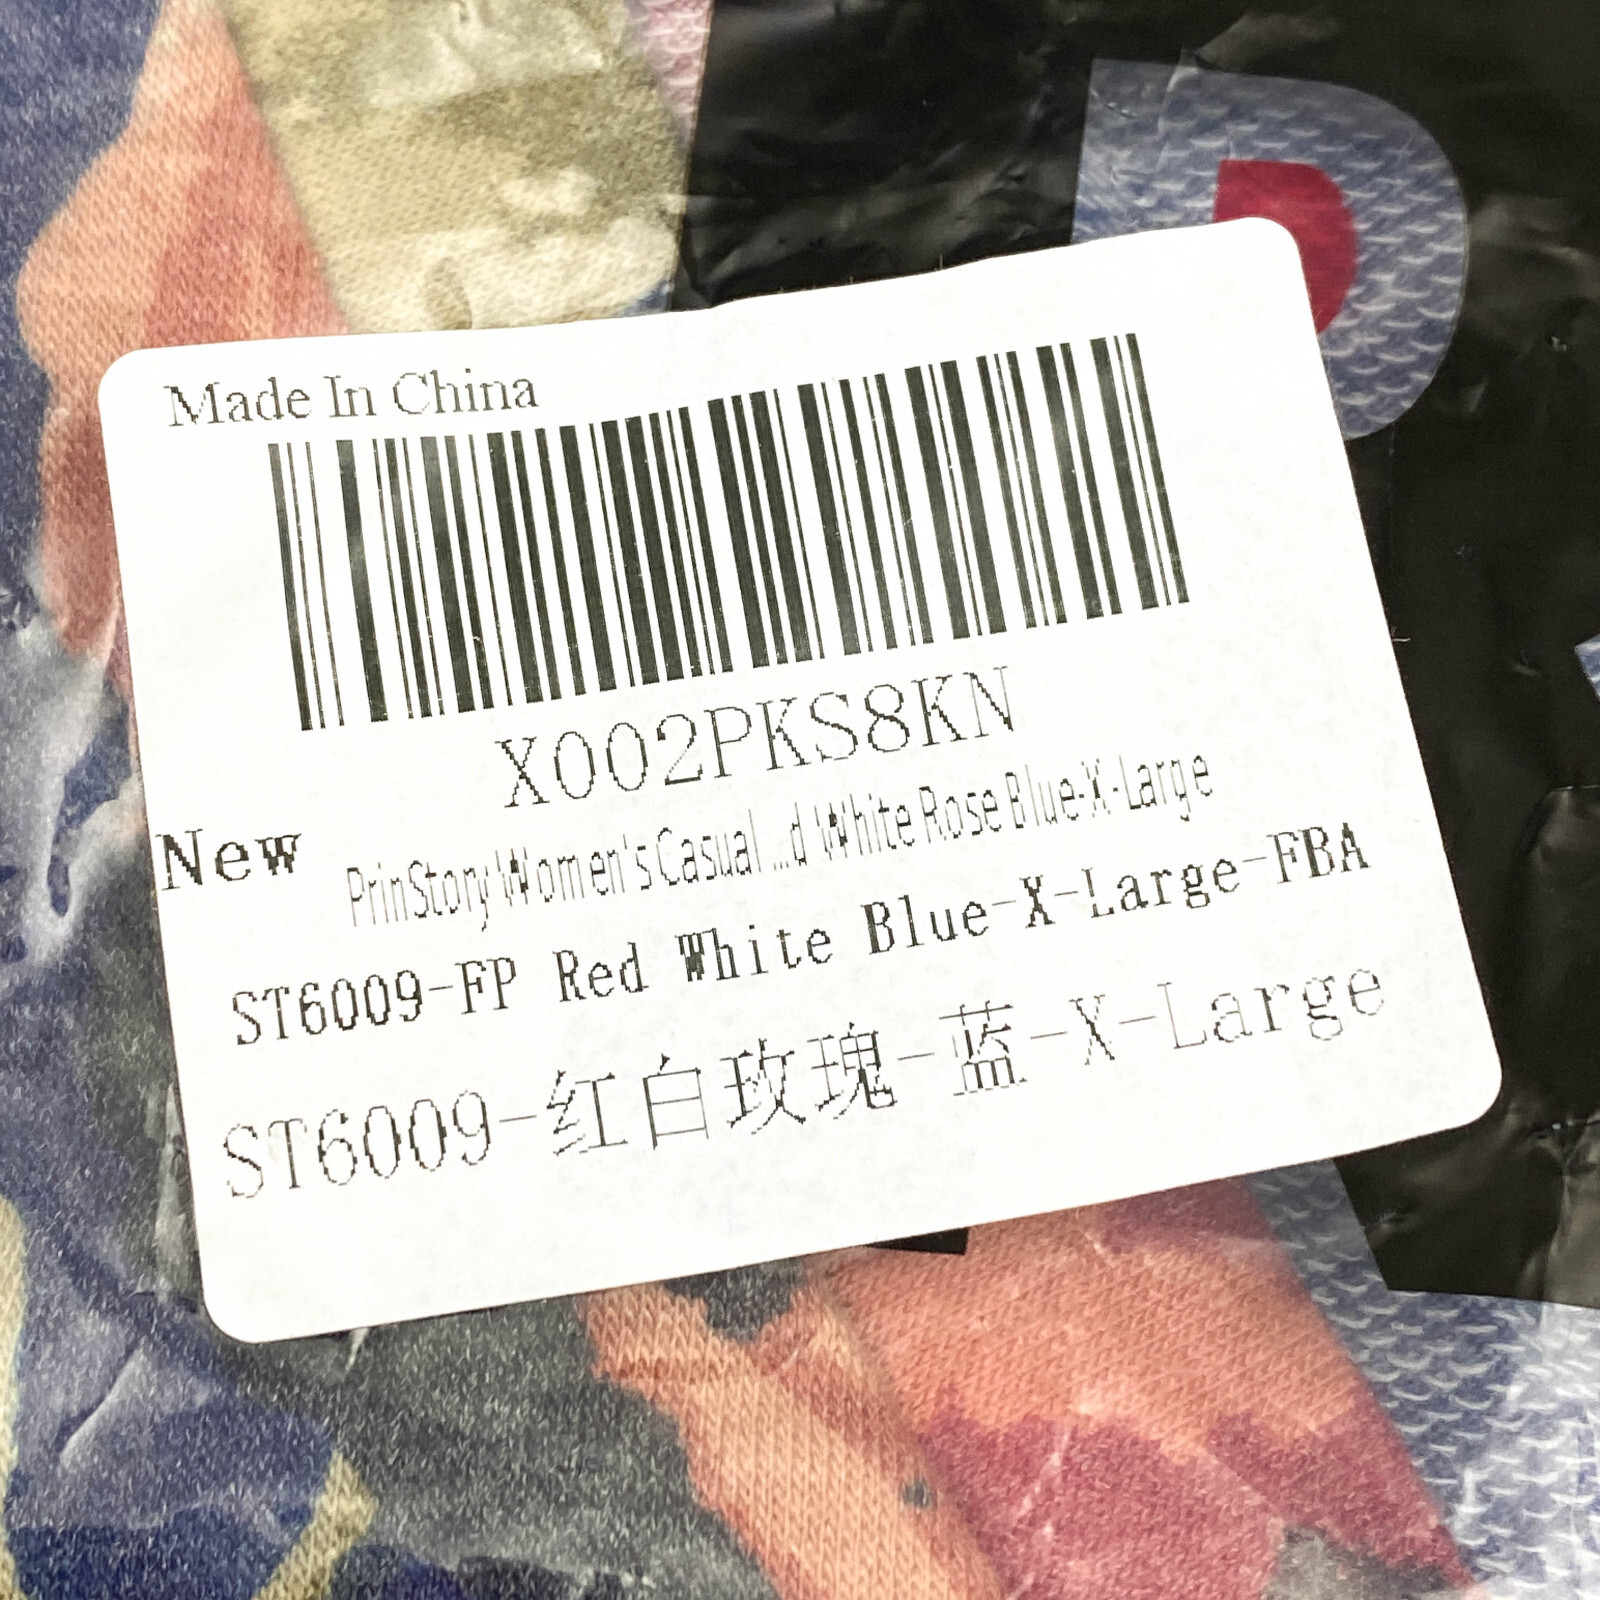 Made In China
X002PKS8KN
New
PrinStory Women's Casual ...d White Rose Blue-X-Large
ST6009-FP Red White Blue-X-Large-FBA
ST6009-红白玫瑰-蓝-X-Large